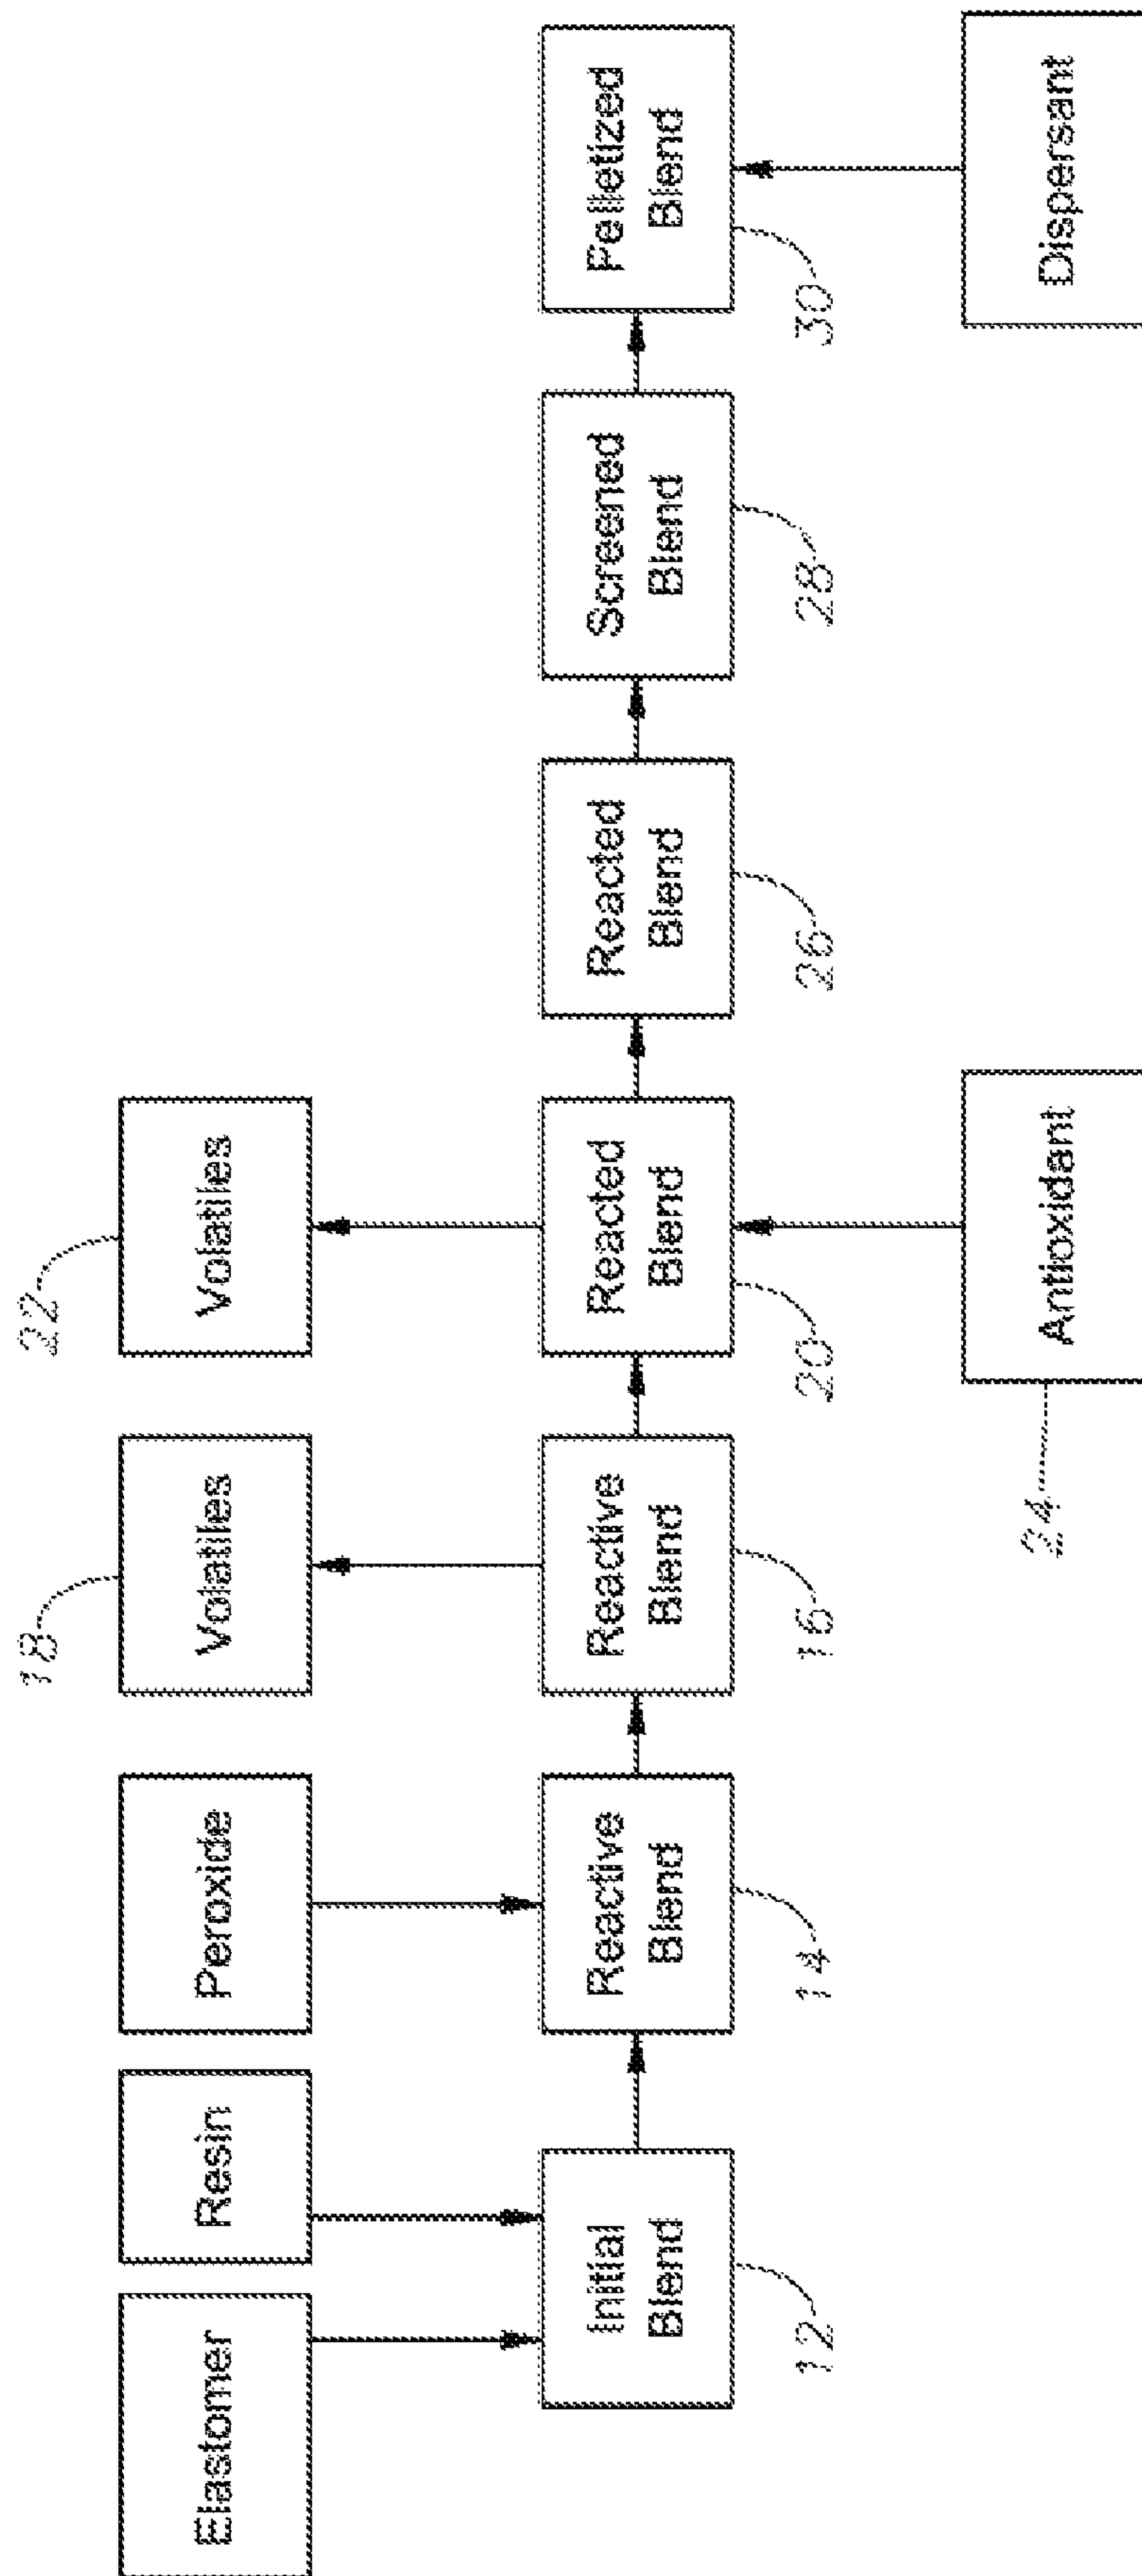 Elastomer
Resin
Peroxide
Volatiles
18
Volatiles
22
Initial
Blend
12
Reactive
Blend
14
Reactive
Blend
16
Reacted
Blend
20
Reacted
Blend
26
Screened
Blend
28
Pelletized
Blend
30
Antioxidant
24
Dispersant